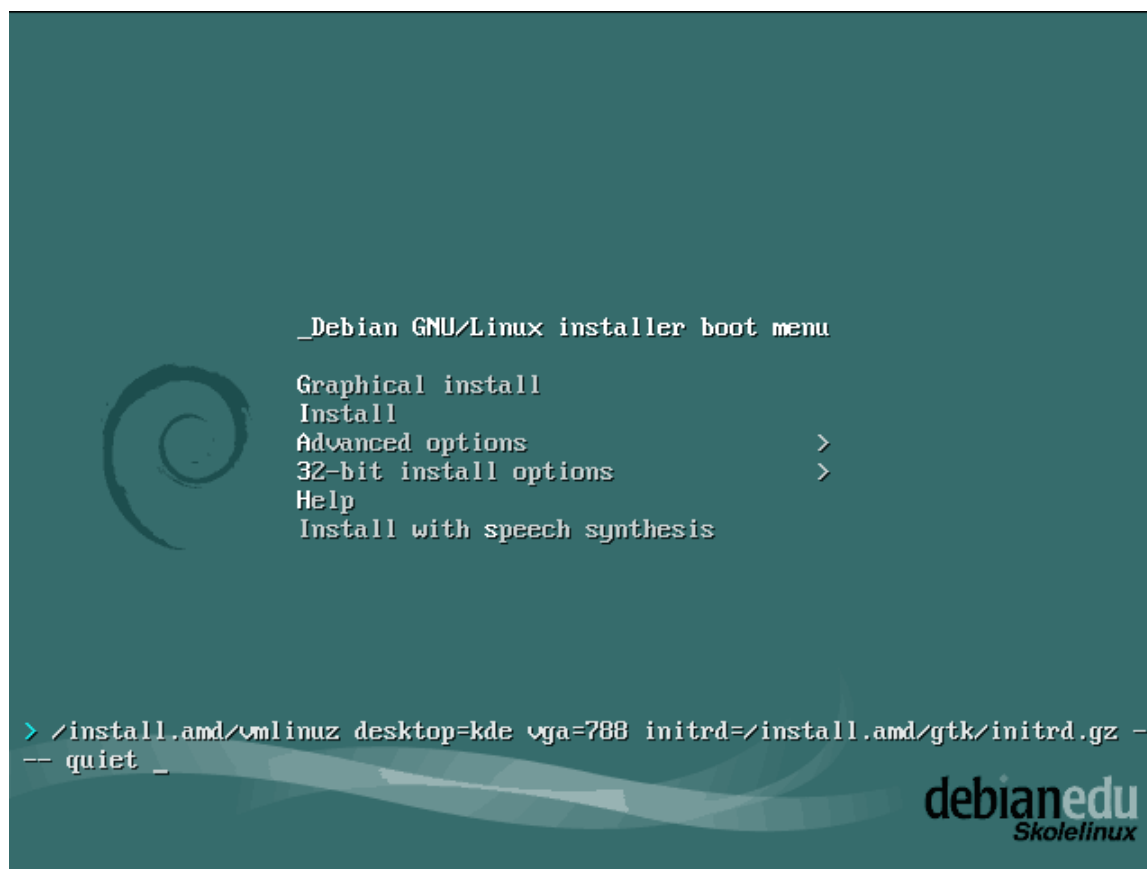 _Debian GNU/Linux installer boot menu
Graphical install
Install
Advanced options >
32-bit install options >
Help
Install with speech synthesis
> /install.amd/vmlinuz desktop=kde vga=788 initrd=/install.amd/gtk/initrd.gz -
-- quiet _
debianedu
Skolelinux